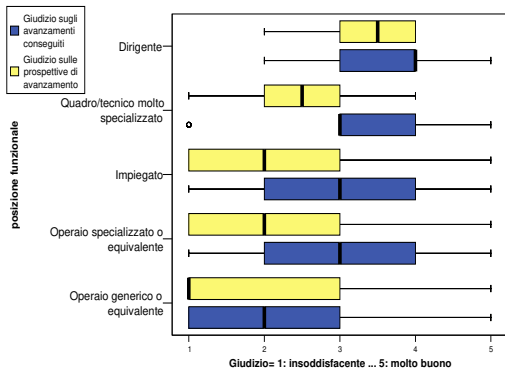 Giudizio sugli
avanzamenti
conseguiti
Giudizio sulle
prospettive di
avanzamento
posizione funzionale
Dirigente
Quadro/tecnico molto
specializzato
Impiegato
Operaio specializzato o
equivalente
Operaio generico o
equivalente
1 2 3 4 5
Giudizio= 1: insoddisfacente ... 5: molto buono